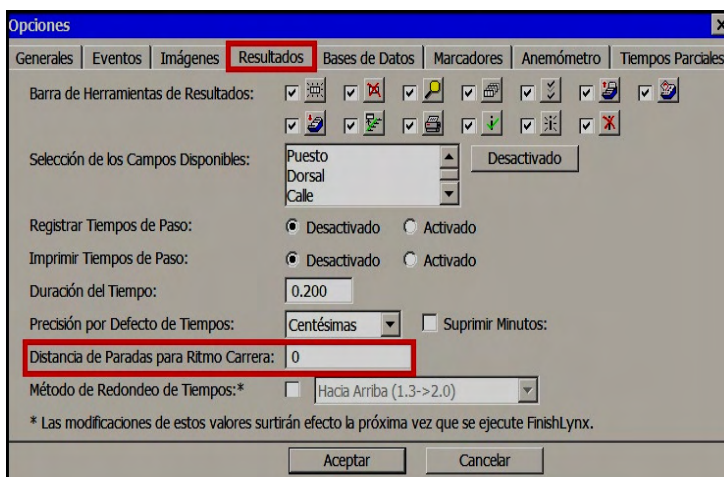 Opciones
Generales Eventos Imágenes Resultados Bases de Datos Marcadores Anemómetro Tiempos Parciales
Barra de Herramientas de Resultados:
Selección de los Campos Disponibles: Puesto Desactivado
Dorsal
Calle
Registrar Tiempos de Paso: Desactivado Activado
Imprimir Tiempos de Paso: Desactivado Activado
Duración del Tiempo: 0.200
Precisión por Defecto de Tiempos: Centésimas Suprimir Minutos:
Distancia de Paradas para Ritmo Carrera: 0
Método de Redondeo de Tiempos:* Hacia Arriba (1.3->2.0)
* Las modificaciones de estos valores surtirán efecto la próxima vez que se ejecute FinishLynx.
Aceptar Cancelar